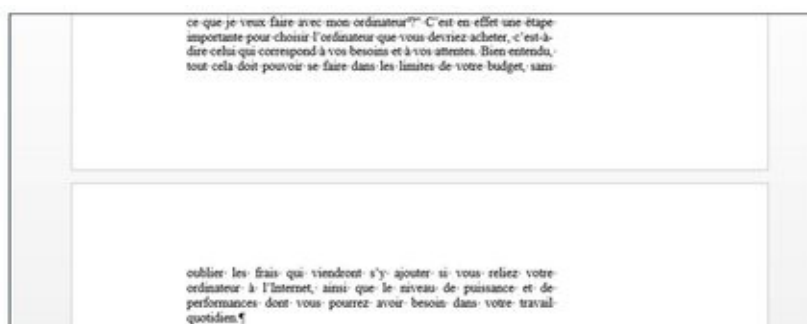 ce que je veux faire avec mon ordinateur ?" C'est en effet une étape
importante pour choisir l'ordinateur que vous devriez acheter, c'est-à-
dire celui qui correspond à vos besoins et à vos attentes. Bien entendu,
tout cela doit pouvoir se faire dans les limites de votre budget, sans
oublier les frais qui viendront s'y ajouter si vous reliez votre
ordinateur à l'Internet, ainsi que le niveau de puissance et de
performances dont vous pourrez avoir besoin dans votre travail
quotidien.¶